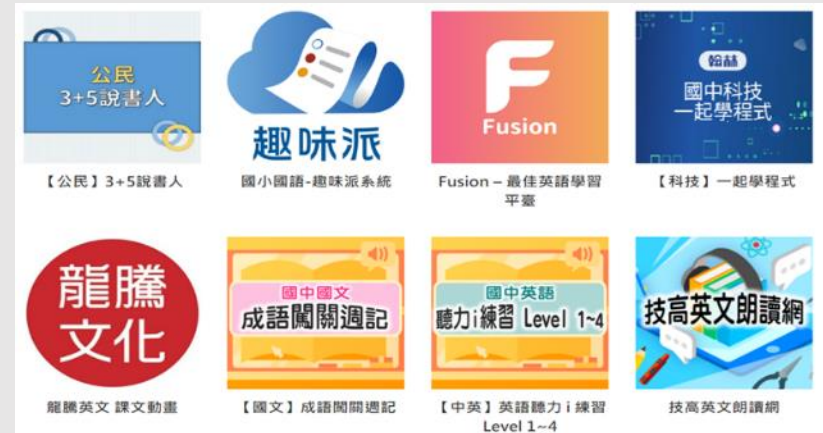 公民
3+5說書人
【公民】3+5說書人
趣味派
國小國語-趣味派系統
F
Fusion
Fusion – 最佳英語學習
平臺
翰林
國中科技
一起學程式
【科技】一起學程式
龍騰
文化
龍騰英文 課文動畫
國中國文
成語闖關週記
【國文】成語闖關週記
國中英語
聽力i練習 Level 1~4
【中英】英語聽力 i 練習
Level 1~4
技高英文朗讀網
技高英文朗讀網